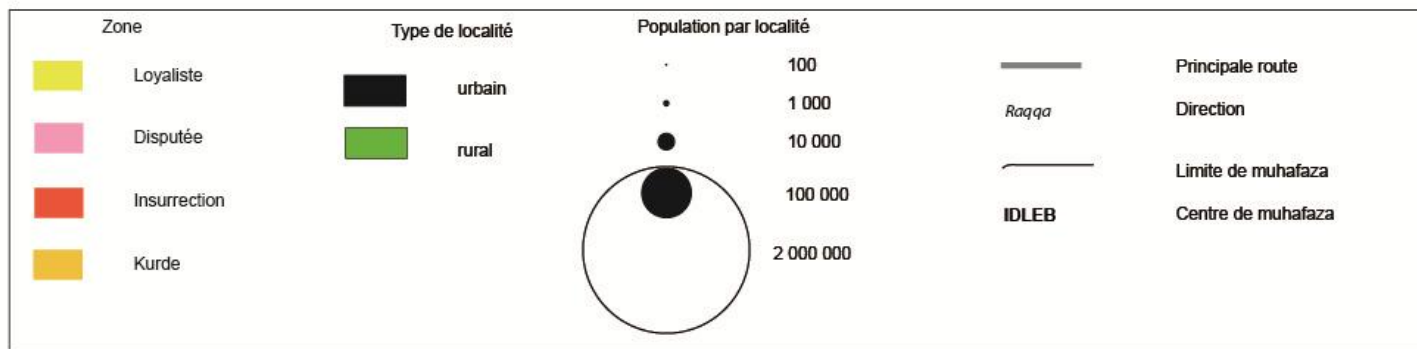 Zone
Loyaliste
Disputée
Insurrection
Kurde
Type de localité
urbain
rural
Population par localité
100
1 000
10 000
100 000
2 000 000
Principale route
Raqqa Direction
Limite de muhafaza
IDLEB Centre de muhafaza